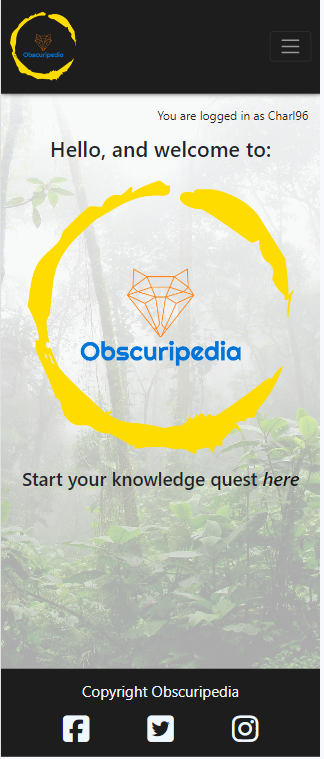 Obscuripedia
You are logged in as Charl96
Hello, and welcome to:
Obscuripedia
Start your knowledge quest here
Copyright Obscuripedia